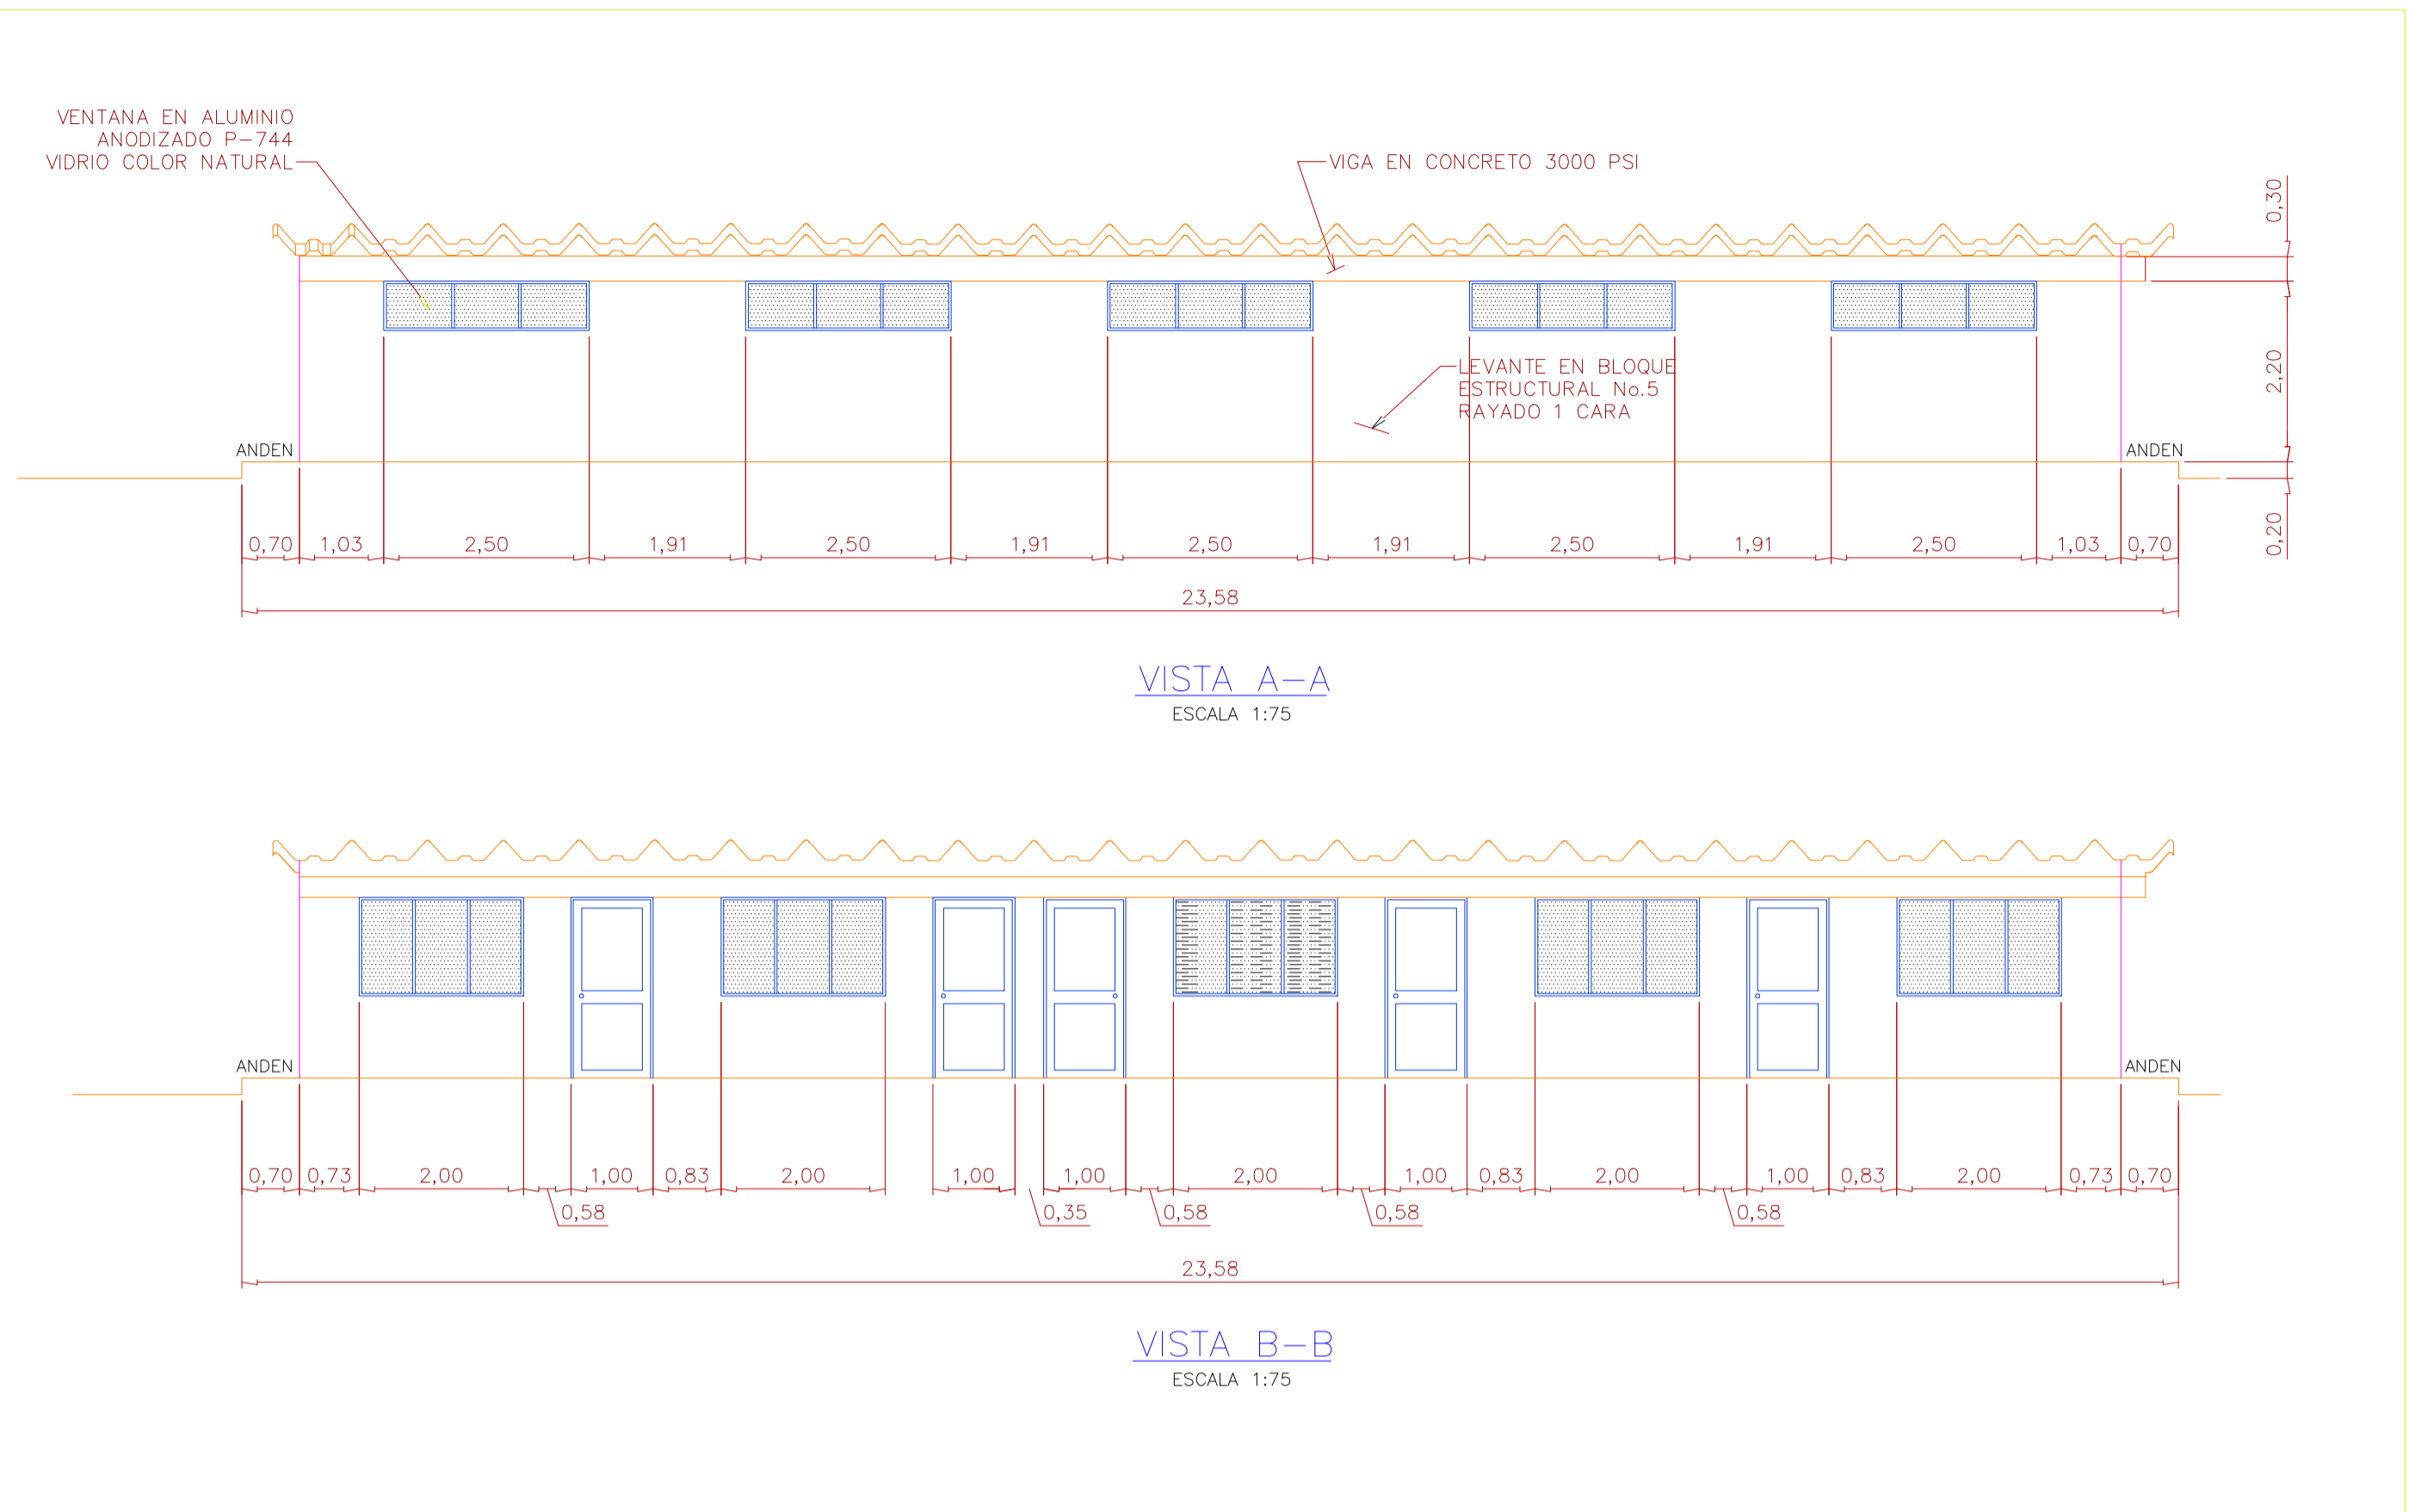 VENTANA EN ALUMINIO
ANODIZADO P-744
VIDRIO COLOR NATURAL
VIGA EN CONCRETO 3000 PSI
0,30
LEVANTE EN BLOQUE
ESTRUCTURAL No.5
RAYADO 1 CARA
2,20
ANDEN
ANDEN
0,20
0,70 1,03 2,50 1,91 2,50 1,91 2,50 1,91 2,50 1,91 2,50 1,03 0,70
23,58
VISTA A-A
ESCALA 1:75
ANDEN
ANDEN
0,70 0,73 2,00 1,00 0,83 2,00 1,00 1,00 2,00 1,00 0,83 2,00 1,00 0,83 2,00 0,73 0,70
0,58 0,35 0,58 0,58 0,58
23,58
VISTA B-B
ESCALA 1:75